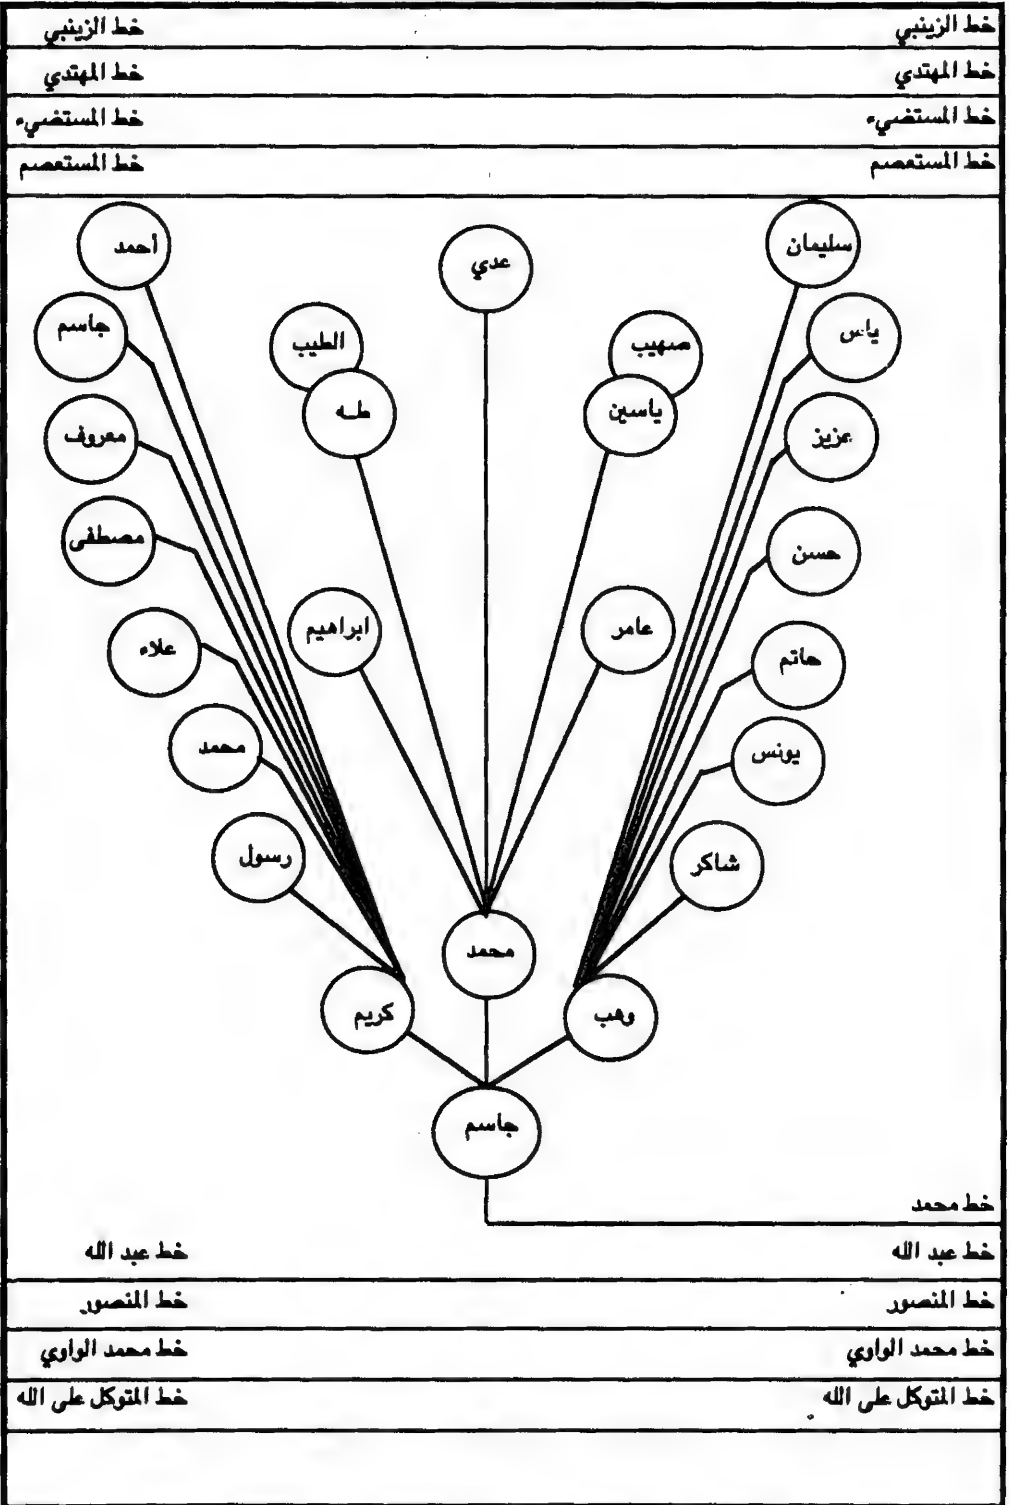 خط الزينبي خط الزينبي
خط المهتدي خط المهتدي
خط المستضيء خط المستضيء
خط المستعصم خط المستعصم
سليمان
عدي
أحمد
ياس
صهيب
الطيب
جاسم
عزيز
ياسين
طـه
معروف
حسن
مصطفى
حاتم
عامر
ابراهيم
علاء
يونس
محمد
شاكر
رسول
محمد
وهب
كريم
جاسم
خط محمد
خط عبد الله خط عبد الله
خط المنصور خط المنصور
خط محمد الواوي خط محمد الواوي
خط المتوكل على الله خط المتوكل على الله